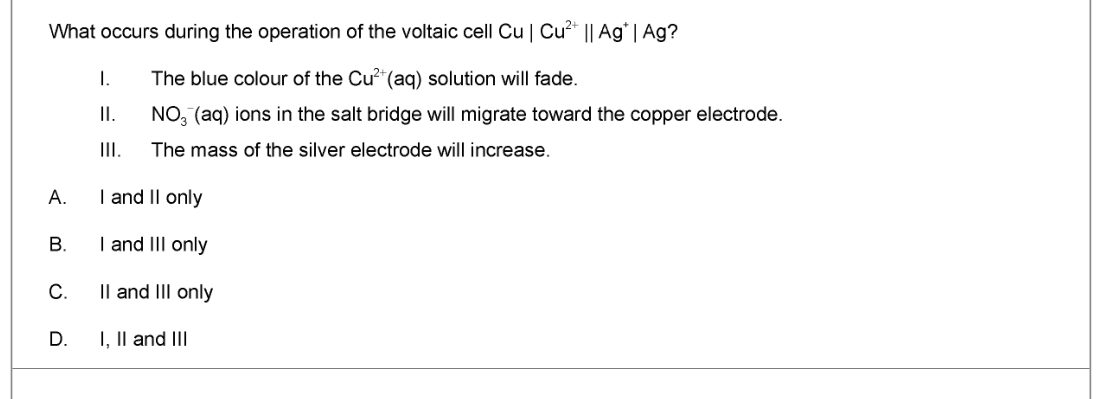 What occurs during the operation of the voltaic cell Cu | Cu²⁺ || Ag⁺ | Ag?
I. The blue colour of the Cu²⁺(aq) solution will fade.
II. NO₃⁻(aq) ions in the salt bridge will migrate toward the copper electrode.
III. The mass of the silver electrode will increase.
A. I and II only
B. I and III only
C. II and III only
D. I, II and III